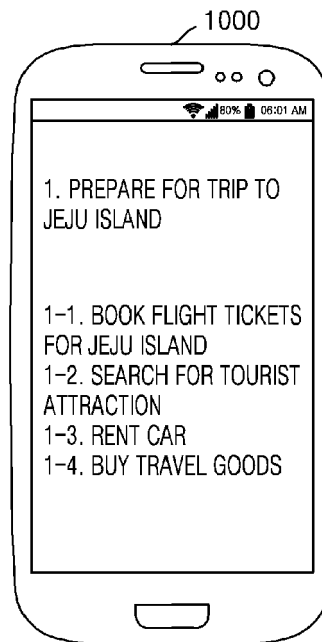 1000
80% 06:01 AM
1. PREPARE FOR TRIP TO
JEJU ISLAND
1-1. BOOK FLIGHT TICKETS
FOR JEJU ISLAND
1-2. SEARCH FOR TOURIST
ATTRACTION
1-3. RENT CAR
1-4. BUY TRAVEL GOODS